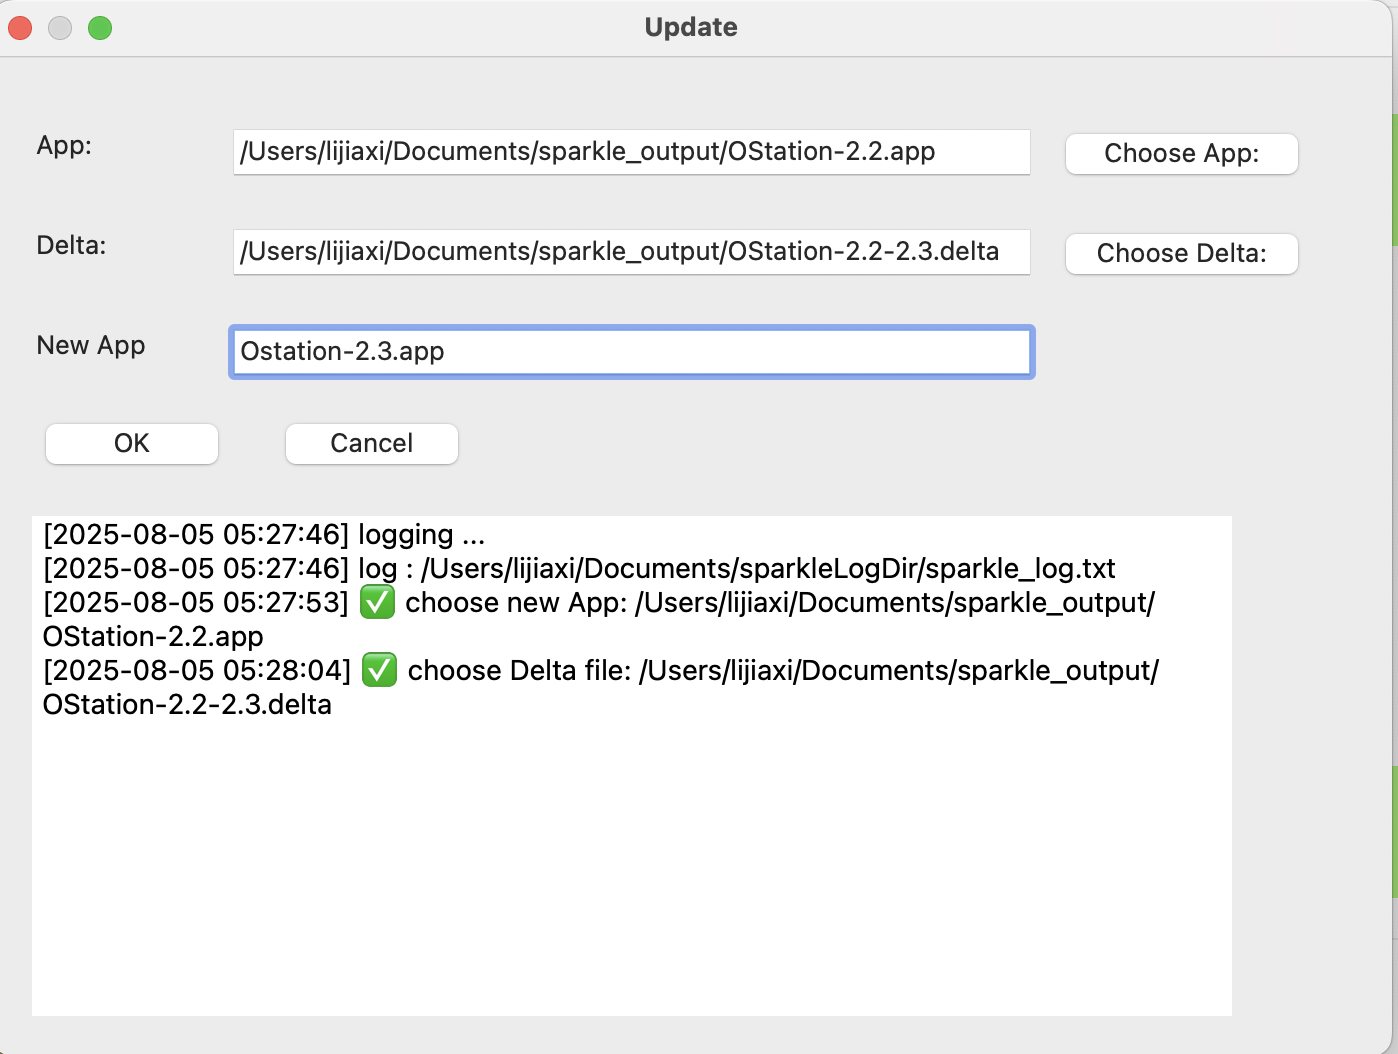 Update
App:
/Users/lijiaxi/Documents/sparkle_output/OStation-2.2.app
Choose App:
Delta:
/Users/lijiaxi/Documents/sparkle_output/OStation-2.2-2.3.delta
Choose Delta:
New App
Ostation-2.3.app
OK
Cancel
[2025-08-05 05:27:46] logging ...
[2025-08-05 05:27:46] log : /Users/lijiaxi/Documents/sparkleLogDir/sparkle_log.txt
[2025-08-05 05:27:53] ✅ choose new App: /Users/lijiaxi/Documents/sparkle_output/
OStation-2.2.app
[2025-08-05 05:28:04] ✅ choose Delta file: /Users/lijiaxi/Documents/sparkle_output/
OStation-2.2-2.3.delta